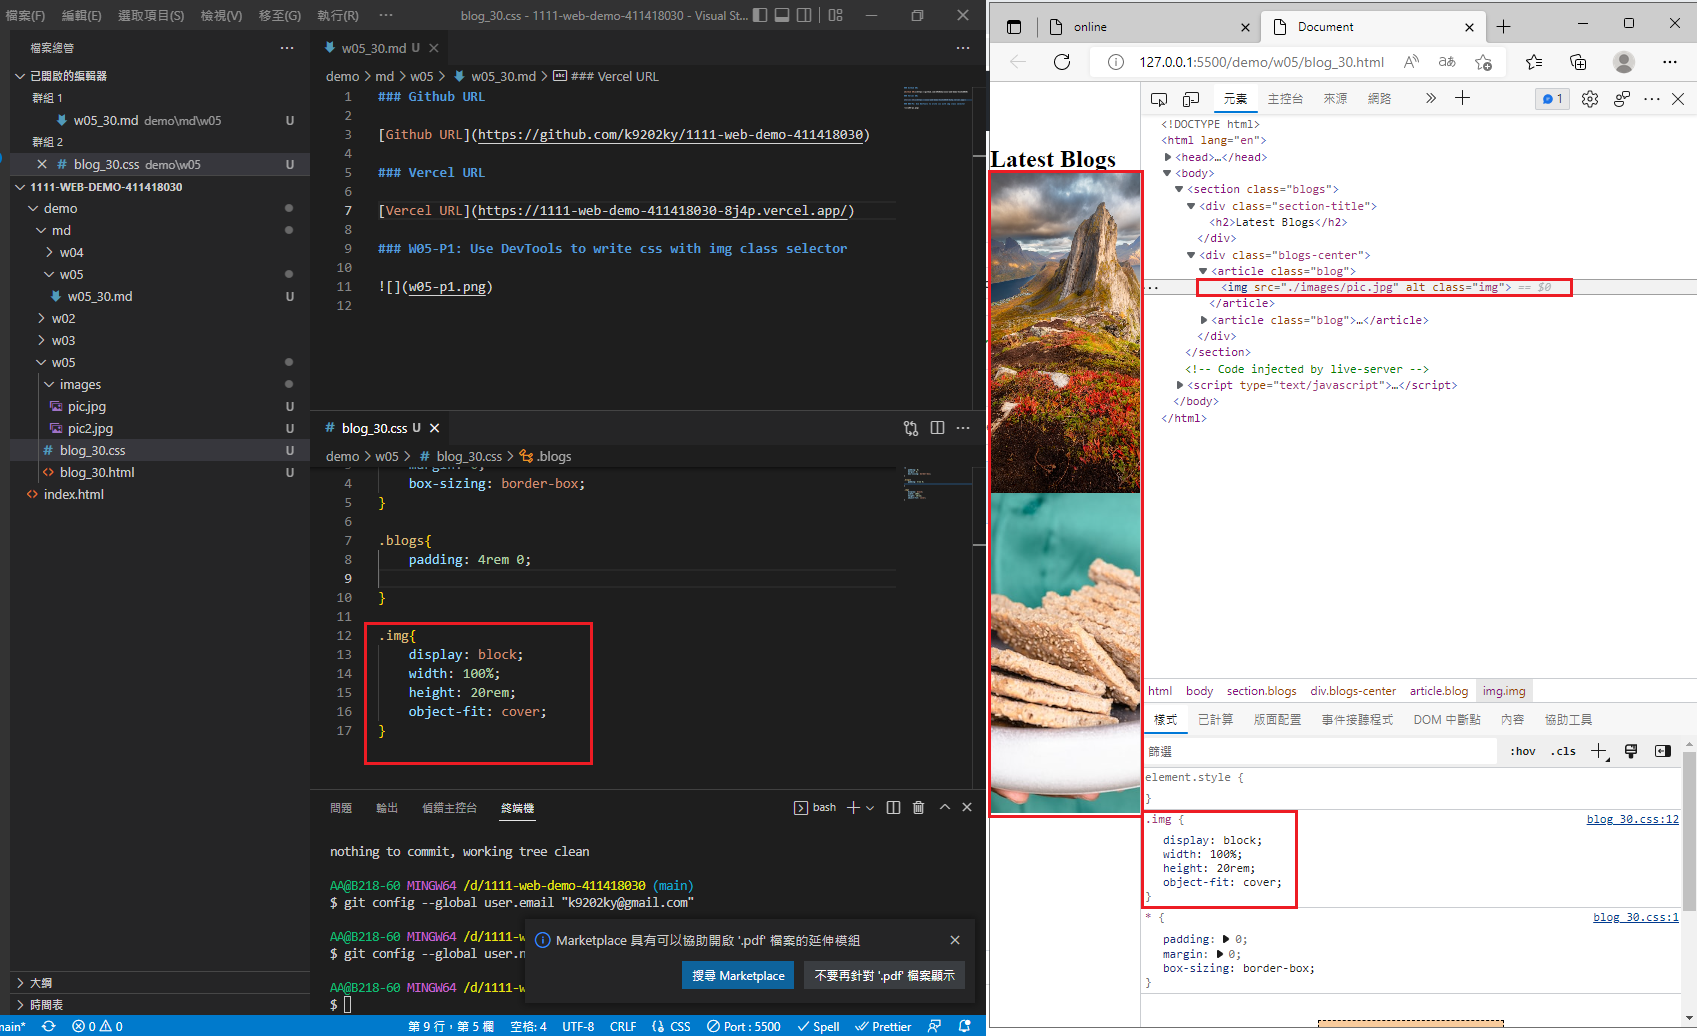 檔案(F) 編輯(E) 選取項目(S) 檢視(V) 移至(G) 執行(R) ··· blog_30.css - 1111-web-demo-411418030 - Visual St...
檔案總管
已開啟的編輯器
群組 1
w05_30.md demo\md\w05 U
群組 2
blog_30.css demo\w05 U
1111-WEB-DEMO-411418030
demo
md
w04
w05
w05_30.md U
w02
w03
w05
images
pic.jpg U
pic2.jpg U
blog_30.css U
blog_30.html U
index.html
大綱
時間表
w05_30.md U
demo > md > w05 > w05_30.md > ### Vercel URL
1 ### Github URL
2
3 [Github URL](https://github.com/k9202ky/1111-web-demo-411418030)
4
5 ### Vercel URL
6
7 [Vercel URL](https://1111-web-demo-411418030-8j4p.vercel.app/)
8
9 ### W05-P1: Use DevTools to write css with img class selector
10
11 ![](w05-p1.png)
12
blog_30.css U
demo > w05 > # blog_30.css > .blogs
margin: 0;
4 box-sizing: border-box;
5 }
6
7 .blogs{
8 padding: 4rem 0;
9
10 }
11
12 .img{
13 display: block;
14 width: 100%;
15 height: 20rem;
16 object-fit: cover;
17 }
問題 輸出 偵錯主控台 終端機 bash
nothing to commit, working tree clean
AA@B218-60 MINGW64 /d/1111-web-demo-411418030 (main)
$ git config --global user.email "k9202ky@gmail.com"
AA@B218-60 MINGW64 /d/1111-w
$ git config --global user.n
AA@B218-60 MINGW64 /d/1111-w
$
Marketplace 具有可以協助開啟 '.pdf' 檔案的延伸模組
搜尋 Marketplace 不要再針對 '.pdf' 檔案顯示
main* 0 0 第 9 行，第 5 欄 空格: 4 UTF-8 CRLF {} CSS Port : 5500 Spell Prettier
online Document
127.0.0.1:5500/demo/w05/blog_30.html
Latest Blogs
元素 主控台 來源 網路 1
<!DOCTYPE html>
<html lang="en">
<head>…</head>
<body>
<section class="blogs">
<div class="section-title">
<h2>Latest Blogs</h2>
</div>
<div class="blogs-center">
<article class="blog">
<img src="./images/pic.jpg" alt class="img"> == $0
</article>
<article class="blog">…</article>
</div>
</section>
<!-- Code injected by live-server -->
<script type="text/javascript">…</script>
</body>
</html>
html body section.blogs div.blogs-center article.blog img.img
樣式 已計算 版面配置 事件接聽程式 DOM 中斷點 內容 協助工具
篩選 :hov .cls
element.style {
}
.img { blog_30.css:12
display: block;
width: 100%;
height: 20rem;
object-fit: cover;
}
* { blog_30.css:1
padding: 0;
margin: 0;
box-sizing: border-box;
}